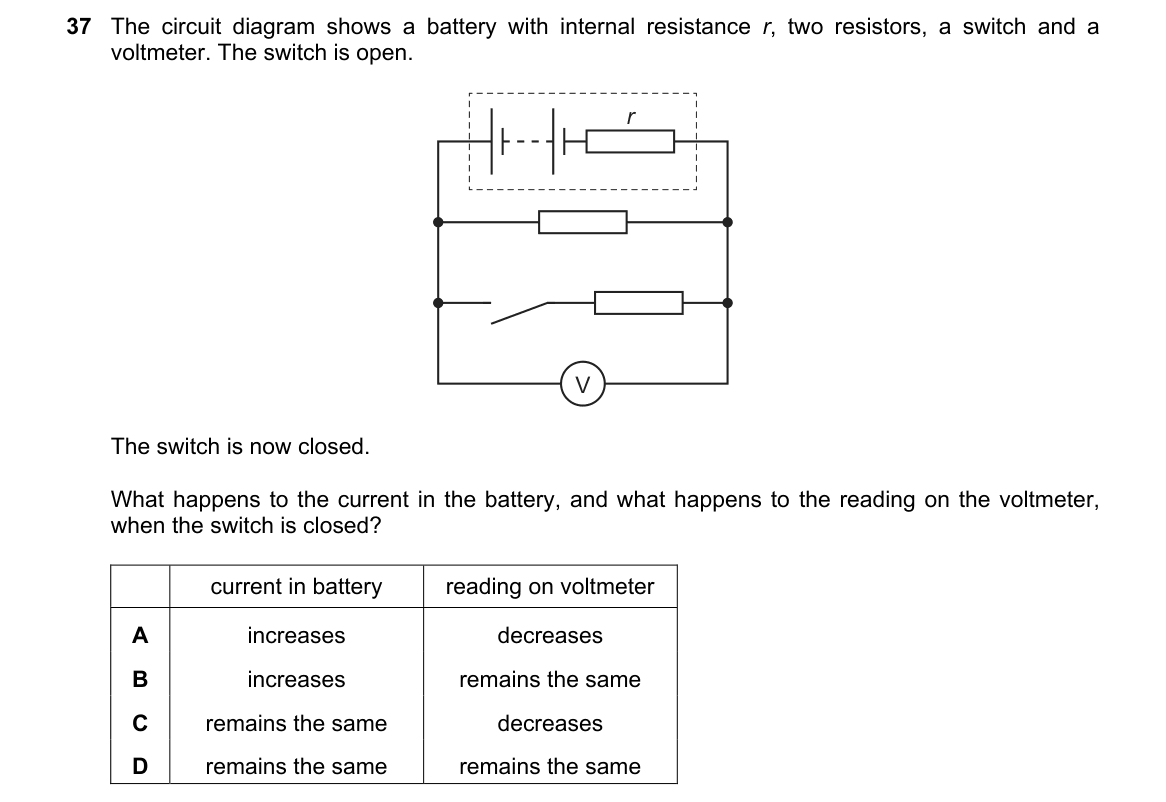 37 The circuit diagram shows a battery with internal resistance r, two resistors, a switch and a
voltmeter. The switch is open.
r
V
The switch is now closed.
What happens to the current in the battery, and what happens to the reading on the voltmeter,
when the switch is closed?
current in battery reading on voltmeter
A increases decreases
B increases remains the same
C remains the same decreases
D remains the same remains the same